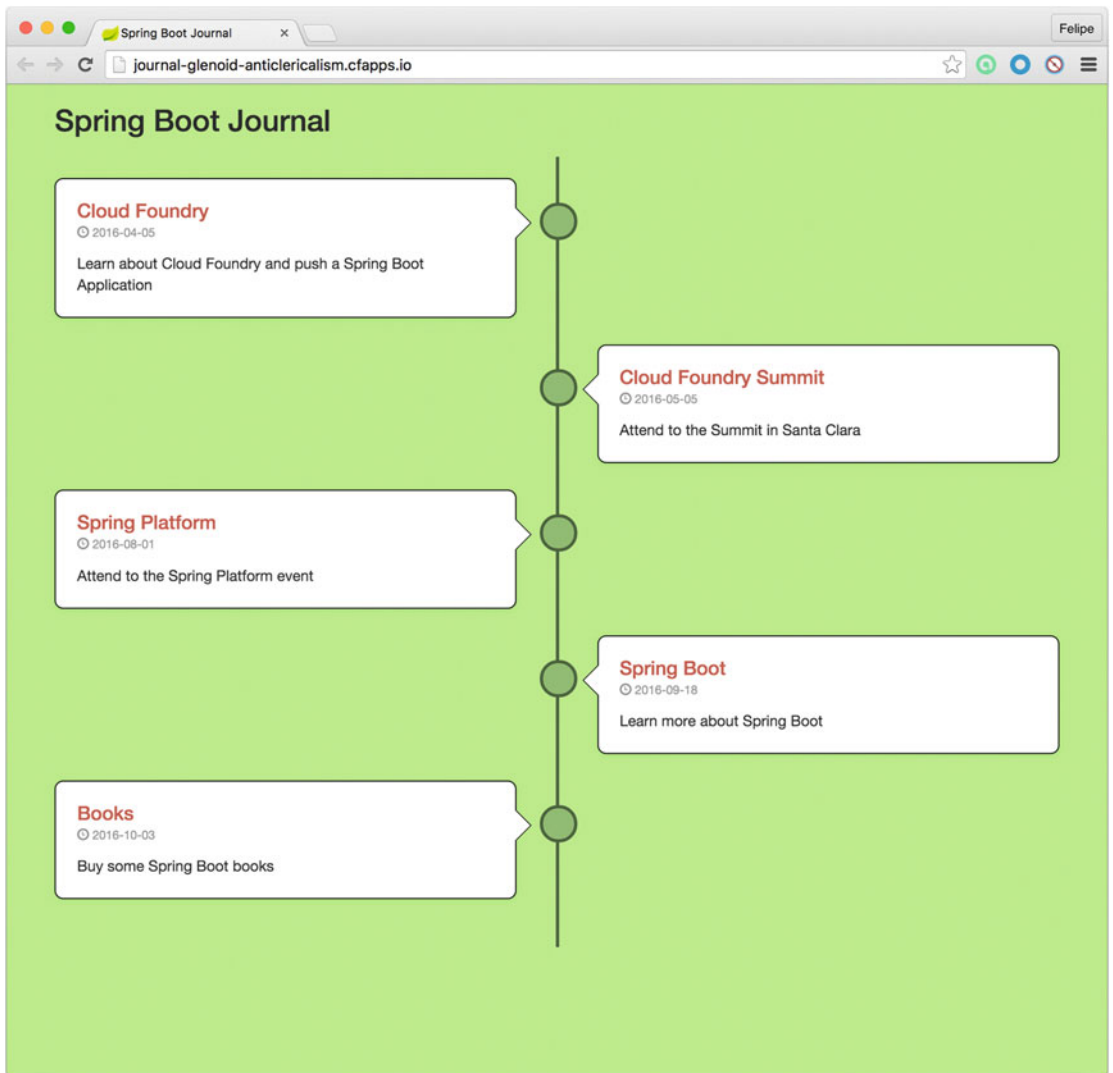 Spring Boot Journal
Felipe
journal-glenoid-anticlericalism.cfapps.io
Spring Boot Journal
Cloud Foundry
2016-04-05
Learn about Cloud Foundry and push a Spring Boot
Application
Cloud Foundry Summit
2016-05-05
Attend to the Summit in Santa Clara
Spring Platform
2016-08-01
Attend to the Spring Platform event
Spring Boot
2016-09-18
Learn more about Spring Boot
Books
2016-10-03
Buy some Spring Boot books